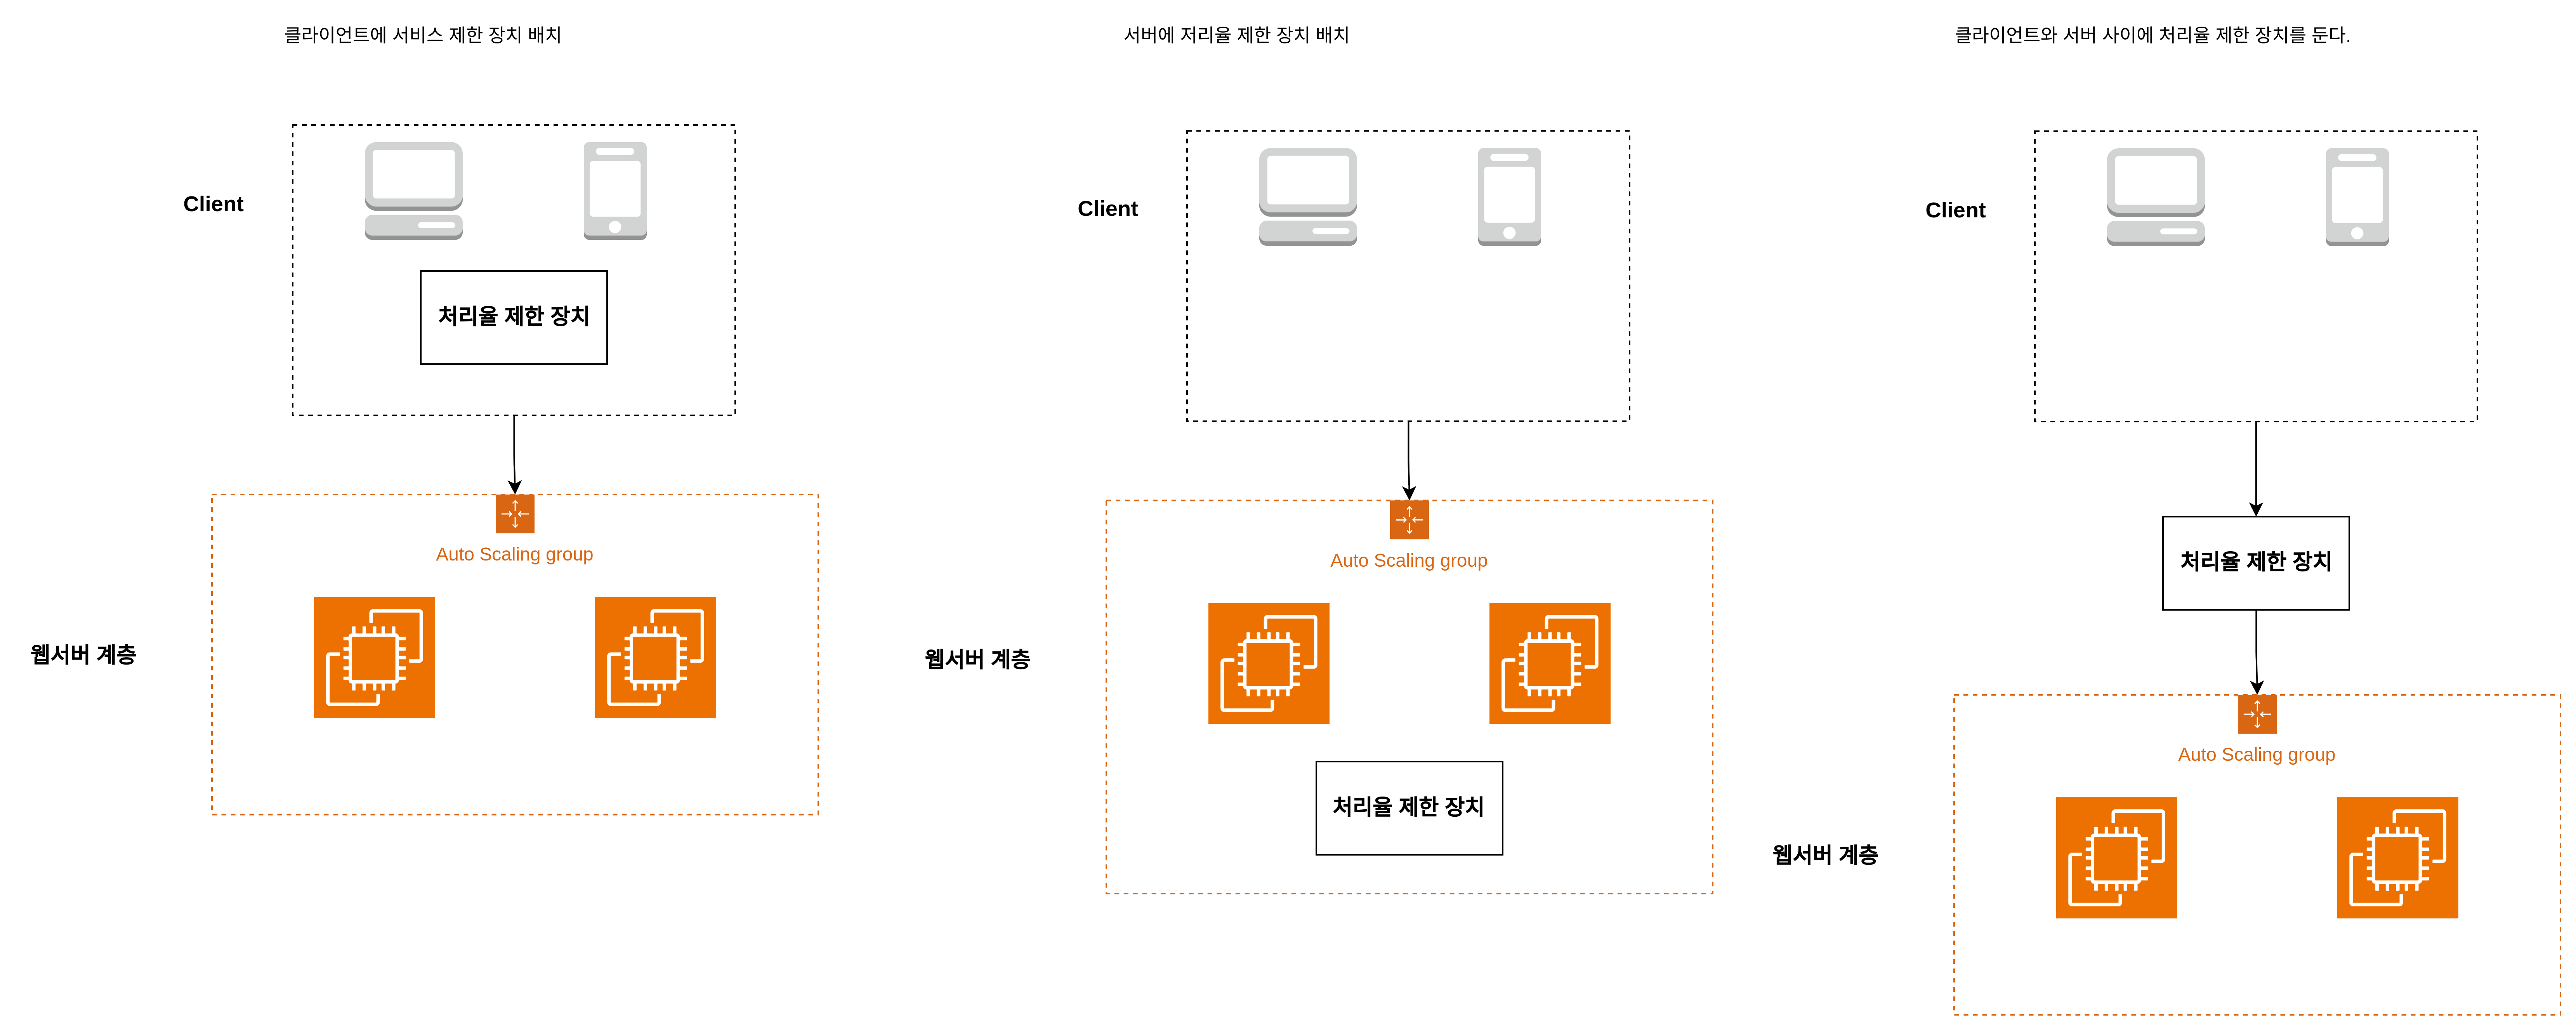 클라이언트에 서비스 제한 장치 배치
Client
처리율 제한 장치
Auto Scaling group
웹서버 계층
서버에 저리율 제한 장치 배치
Client
Auto Scaling group
웹서버 계층
처리율 제한 장치
클라이언트와 서버 사이에 처리율 제한 장치를 둔다.
Client
처리율 제한 장치
Auto Scaling group
웹서버 계층